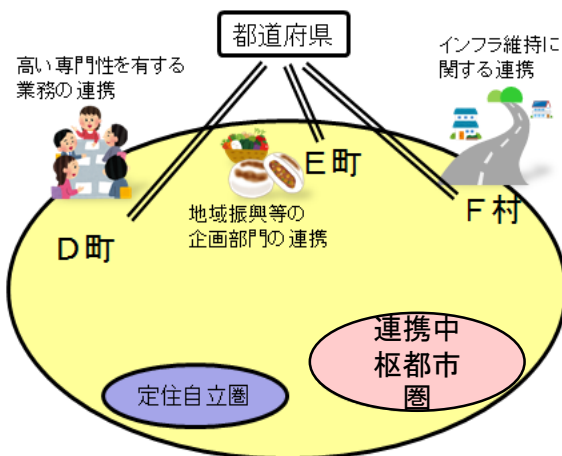 都道府県
高い専門性を有する
業務の連携
インフラ維持に
関する連携
E町
地域振興等の
企画部門の連携
D町
F村
連携中
枢都市
圏
定住自立圏